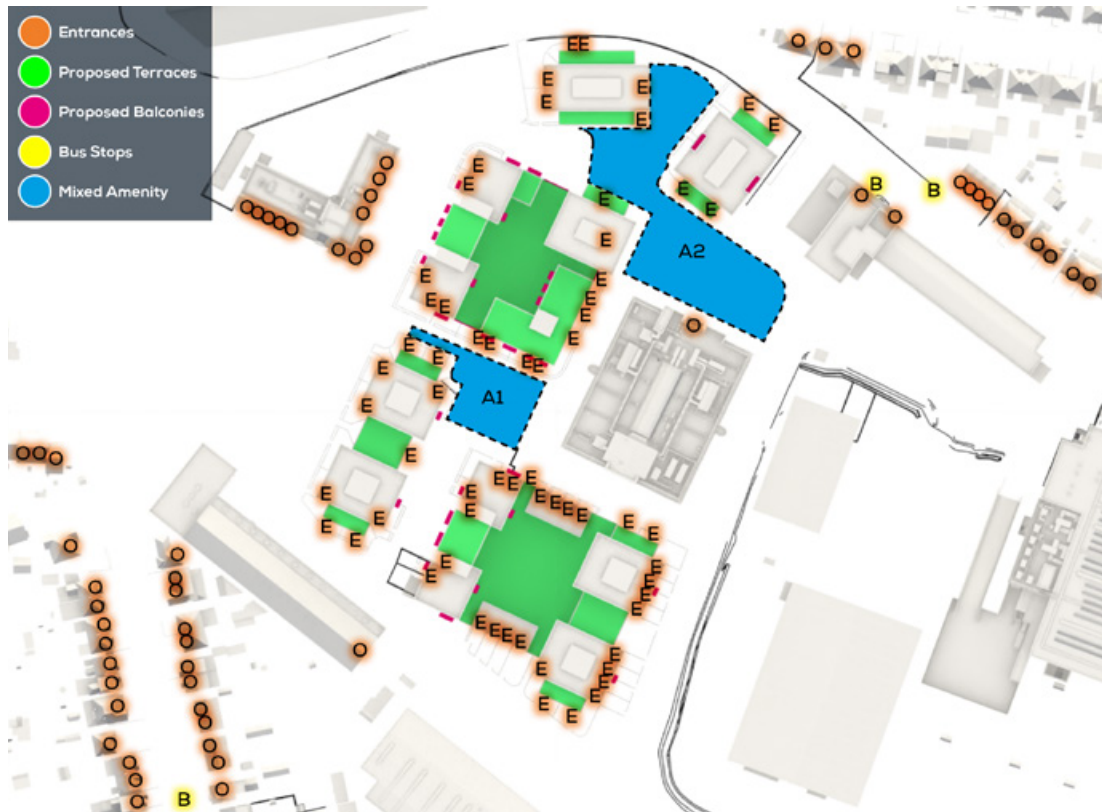 Entrances
Proposed Terraces
Proposed Balconies
Bus Stops
Mixed Amenity
E E
O O O
E E
E E
E E E
E E
O O O O O O
E
E
O O O O O O
B B
O O O O
O O
E
E E
E
O O O O O
O O O
O O
O O
O O
E
A2
E E
E E E
E
O
E E E E E
E E
E E
A1
E E
E
O O O
E E E
E E E E E E
E E E
E E
E E
E E
O O
E
E E
E E
O O O
O O
E
O O O
E E E E
O
O O
E E
O O
E E
E E
E
O O
O O
E E
O O
O O
O
O O
O B